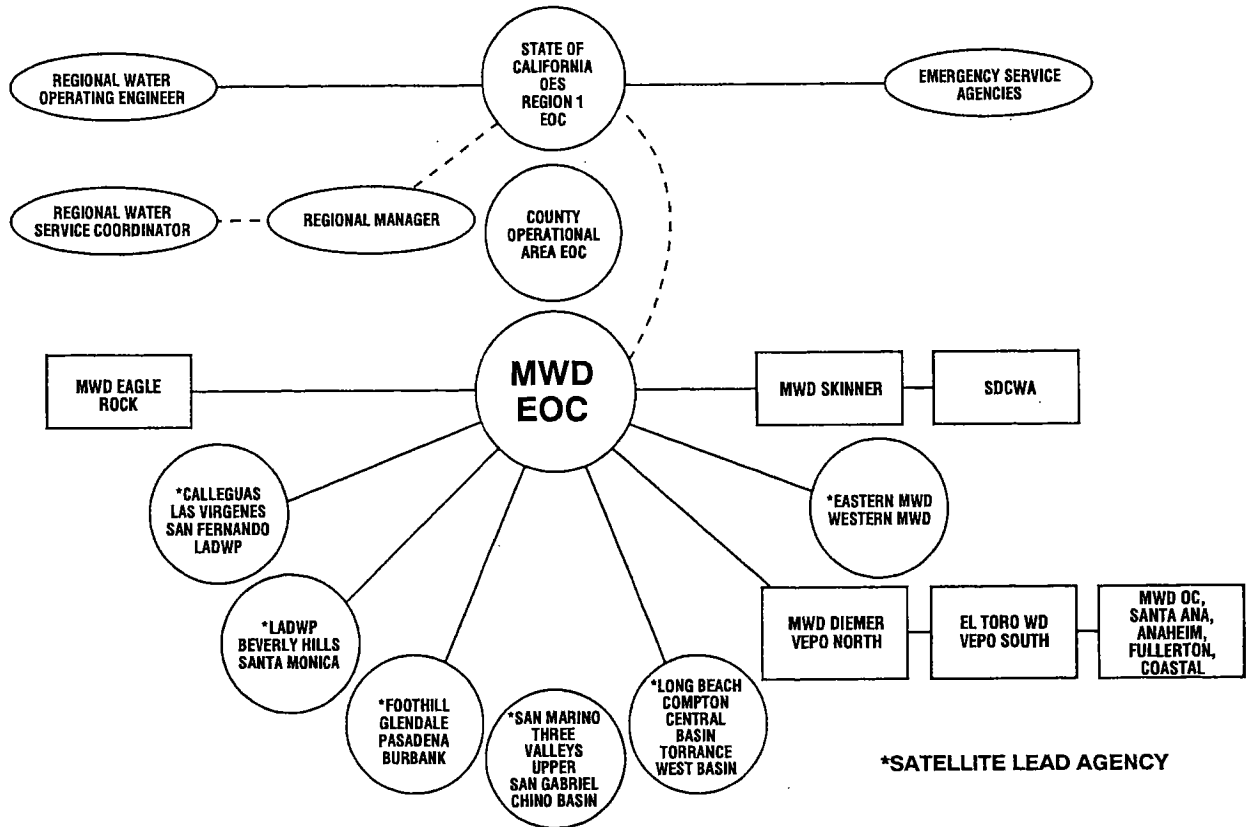 STATE OF
CALIFORNIA
OES
REGION 1
EOC
REGIONAL WATER
OPERATING ENGINEER
EMERGENCY SERVICE
AGENCIES
REGIONAL WATER
SERVICE COORDINATOR
REGIONAL MANAGER
COUNTY
OPERATIONAL
AREA EOC
MWD EAGLE
ROCK
MWD
EOC
MWD SKINNER
SDCWA
*CALLEGUAS
LAS VIRGENES
SAN FERNANDO
LADWP
*EASTERN MWD
WESTERN MWD
*LADWP
BEVERLY HILLS
SANTA MONICA
MWD DIEMER
VEPO NORTH
EL TORO WD
VEPO SOUTH
MWD OC,
SANTA ANA,
ANAHEIM,
FULLERTON,
COASTAL
*FOOTHILL
GLENDALE
PASADENA
BURBANK
*SAN MARINO
THREE
VALLEYS
UPPER
SAN GABRIEL
CHINO BASIN
*LONG BEACH
COMPTON
CENTRAL
BASIN
TORRANCE
WEST BASIN
*SATELLITE LEAD AGENCY